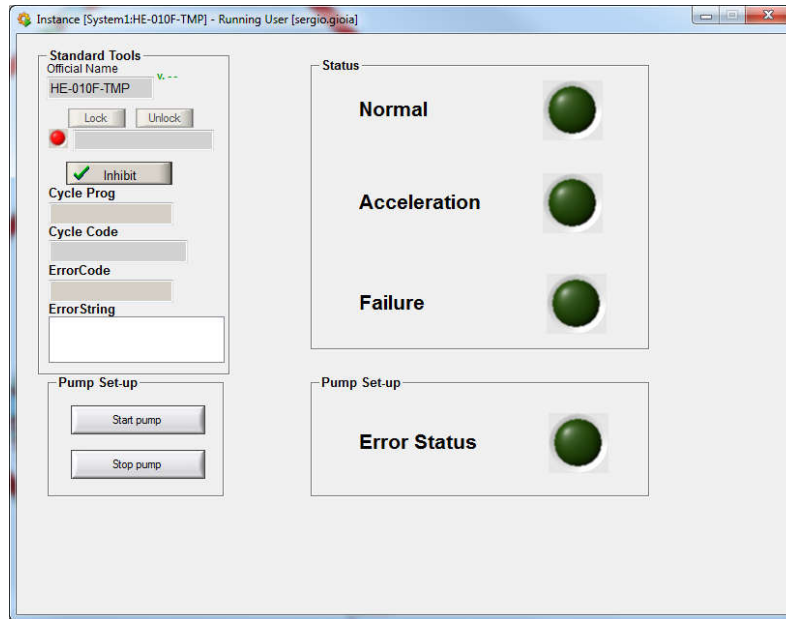 Instance [System1:HE-010F-TMP] - Running User [sergio.gioia]
Standard Tools
Official Name
v. --
HE-010F-TMP
Lock Unlock
Inhibit
Cycle Prog
Cycle Code
ErrorCode
ErrorString
Pump Set-up
Start pump
Stop pump
Status
Normal
Acceleration
Failure
Pump Set-up
Error Status